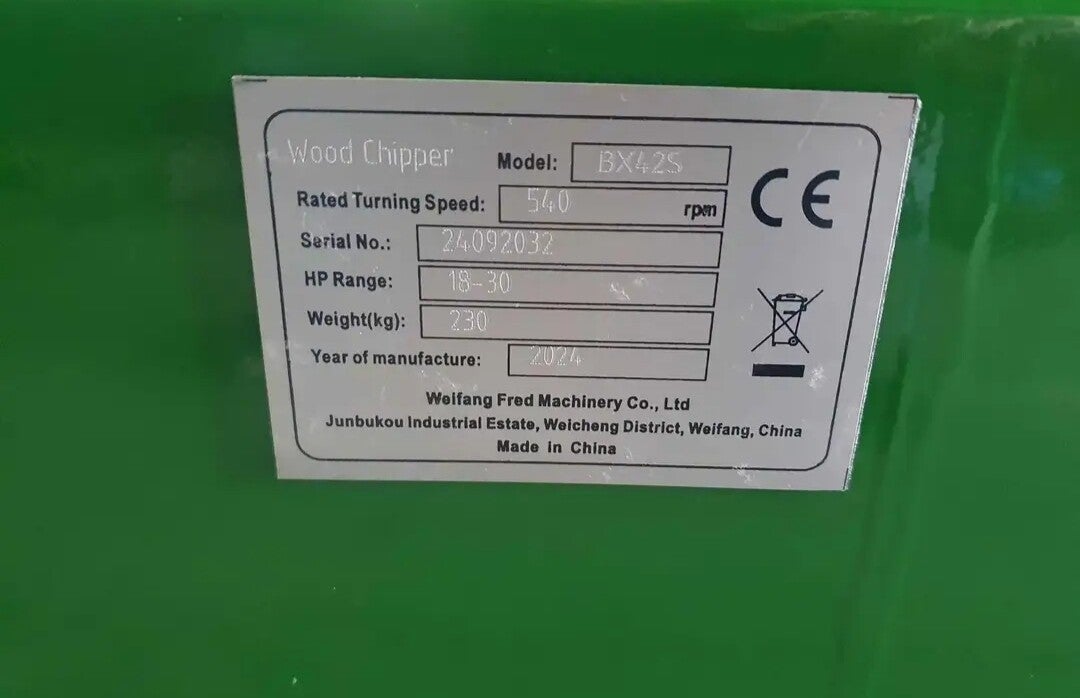 Wood Chipper Model: BX42S
Rated Turning Speed: 540 rpm
Serial No.: 24092032
HP Range: 18-30
Weight(kg): 230
Year of manufacture: 2024
CE
Weifang Fred Machinery Co., Ltd
Junbukou Industrial Estate, Weicheng District, Weifang, China
Made in China